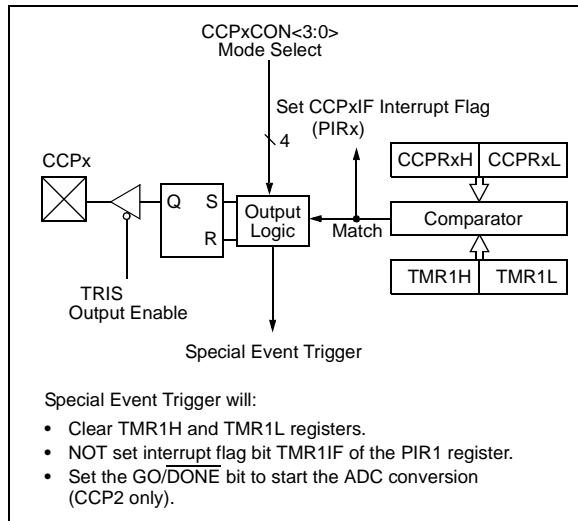 CCPxCON<3:0>
Mode Select
Set CCPxIF Interrupt Flag
(PIRx)
4
CCPx
CCPRxH CCPRxL
Q S
Output
Logic
R
Match
Comparator
TRIS
Output Enable
TMR1H TMR1L
Special Event Trigger
Special Event Trigger will:
• Clear TMR1H and TMR1L registers.
• NOT set interrupt flag bit TMR1IF of the PIR1 register.
• Set the GO/DONE bit to start the ADC conversion
(CCP2 only).